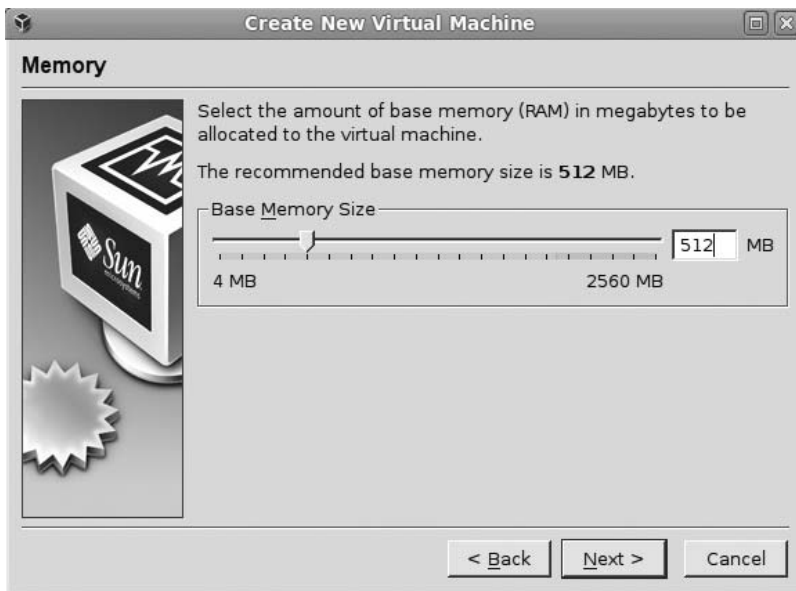 Create New Virtual Machine
Memory
Select the amount of base memory (RAM) in megabytes to be
allocated to the virtual machine.
The recommended base memory size is 512 MB.
Base Memory Size
512 MB
4 MB 2560 MB
Sun
microsystems
< Back Next > Cancel